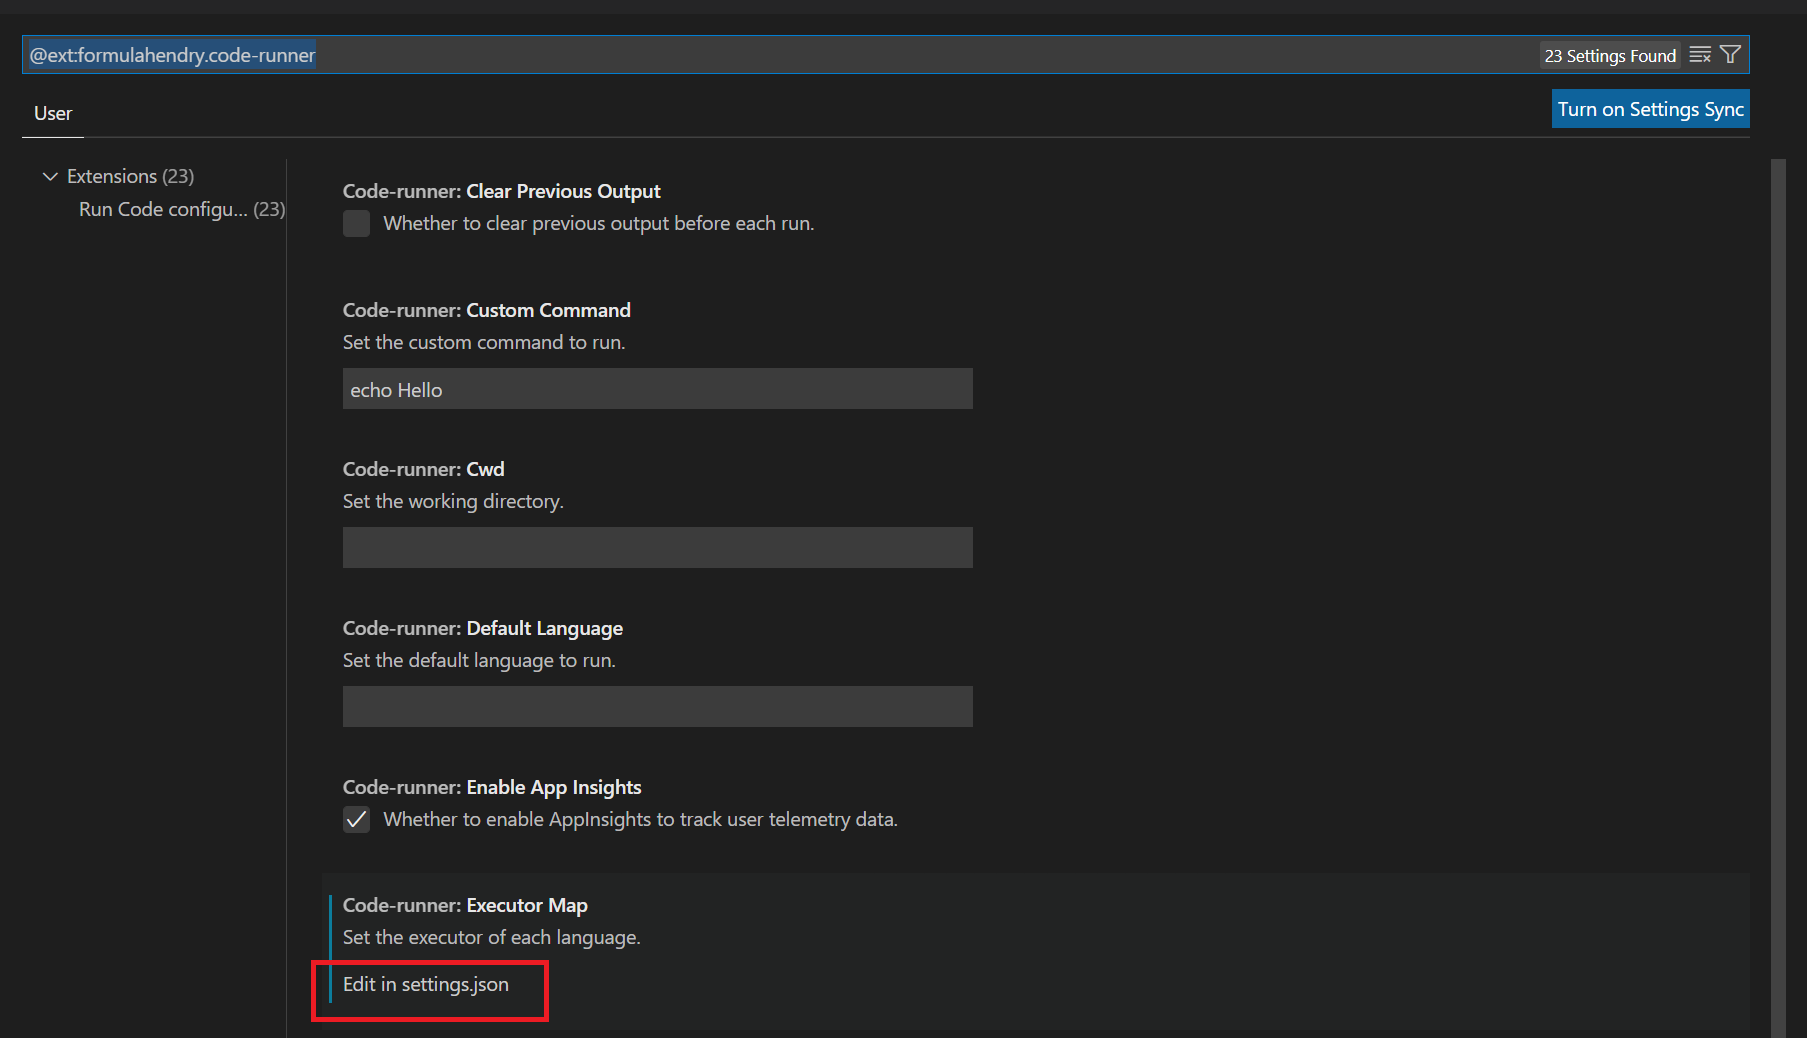 @ext:formulahendry.code-runner
23 Settings Found
User
Turn on Settings Sync
Extensions (23)
Run Code configu... (23)
Code-runner: Clear Previous Output
Whether to clear previous output before each run.
Code-runner: Custom Command
Set the custom command to run.
echo Hello
Code-runner: Cwd
Set the working directory.
Code-runner: Default Language
Set the default language to run.
Code-runner: Enable App Insights
Whether to enable AppInsights to track user telemetry data.
Code-runner: Executor Map
Set the executor of each language.
Edit in settings.json